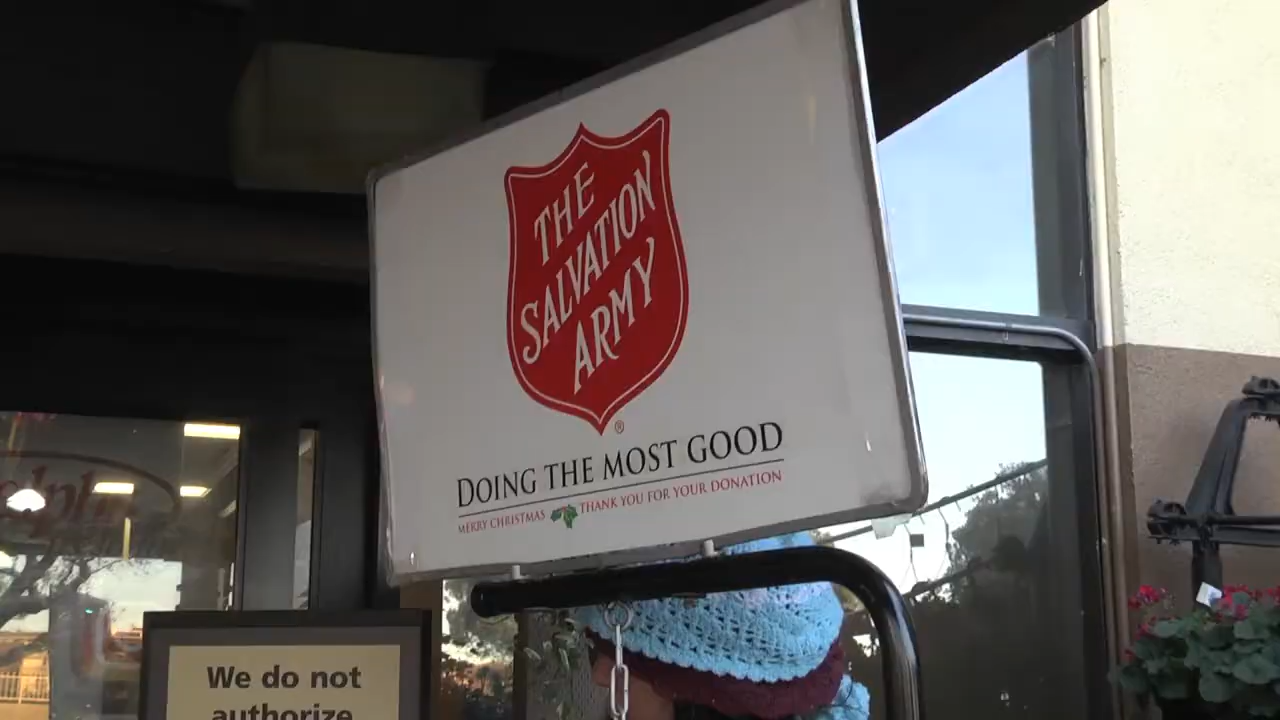 THE
SALVATION
ARMY
®
DOING THE MOST GOOD
MERRY CHRISTMAS THANK YOU FOR YOUR DONATION
We do not
authorize